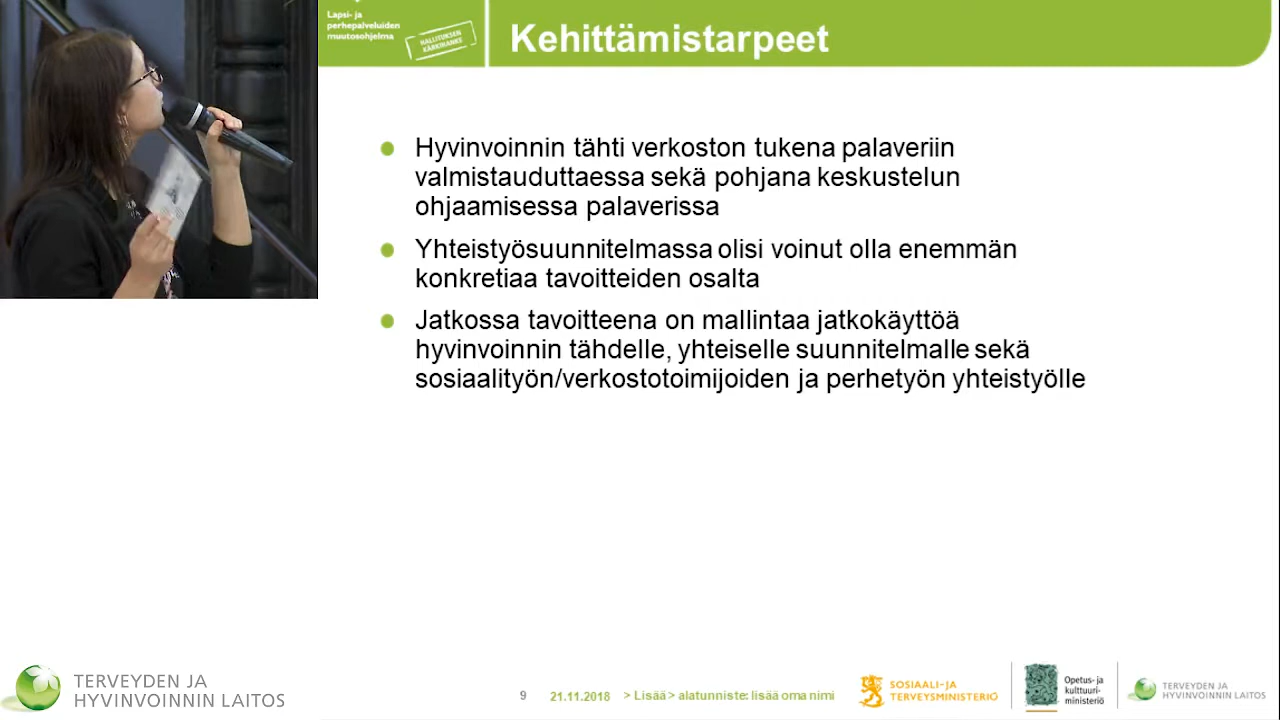 Lapsi- ja
perhepalveluiden
muutosohjelma
HALLITUKSEN
KÄRKIHANKE
Kehittämistarpeet
Hyvinvoinnin tähti verkoston tukena palaveriin
valmistauduttaessa sekä pohjana keskustelun
ohjaamisessa palaverissa
Yhteistyösuunnitelmassa olisi voinut olla enemmän
konkretiaa tavoitteiden osalta
Jatkossa tavoitteena on mallintaa jatkokäyttöä
hyvinvoinnin tähdelle, yhteiselle suunnitelmalle sekä
sosiaalityön/verkostotoimijoiden ja perhetyön yhteistyölle
TERVEYDEN JA
HYVINVOINNIN LAITOS
9 21.11.2018 > Lisää > alatunniste: lisää oma nimi
SOSIAALI- JA
TERVEYSMINISTERIÖ
Opetus- ja
kulttuuri-
ministeriö
TERVEYDEN JA
HYVINVOINNIN LAITOS